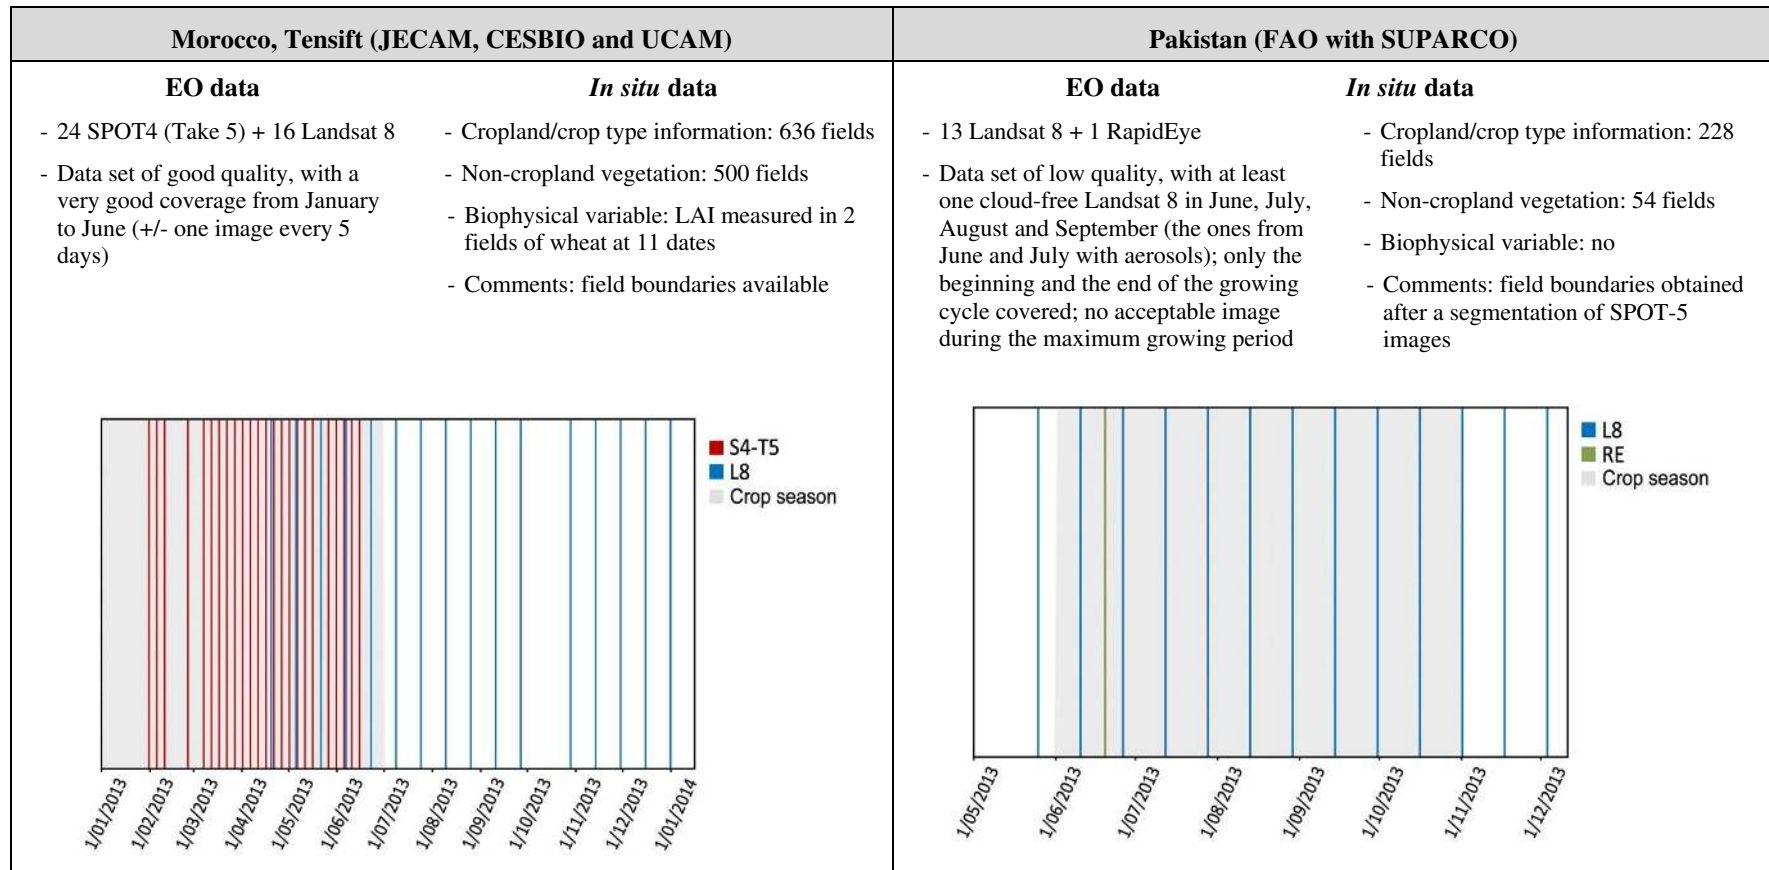 Morocco, Tensift (JECAM, CESBIO and UCAM)
EO data
- 24 SPOT4 (Take 5) + 16 Landsat 8
- Data set of good quality, with a
very good coverage from January
to June (+/- one image every 5
days)
In situ data
- Cropland/crop type information: 636 fields
- Non-cropland vegetation: 500 fields
- Biophysical variable: LAI measured in 2
fields of wheat at 11 dates
- Comments: field boundaries available
S4-T5
L8
Crop season
1/01/2013
1/02/2013
1/03/2013
1/04/2013
1/05/2013
1/06/2013
1/07/2013
1/08/2013
1/09/2013
1/10/2013
1/11/2013
1/12/2013
1/01/2014
Pakistan (FAO with SUPARCO)
EO data
- 13 Landsat 8 + 1 RapidEye
- Data set of low quality, with at least
one cloud-free Landsat 8 in June, July,
August and September (the ones from
June and July with aerosols); only the
beginning and the end of the growing
cycle covered; no acceptable image
during the maximum growing period
In situ data
- Cropland/crop type information: 228
fields
- Non-cropland vegetation: 54 fields
- Biophysical variable: no
- Comments: field boundaries obtained
after a segmentation of SPOT-5
images
L8
RE
Crop season
1/05/2013
1/06/2013
1/07/2013
1/08/2013
1/09/2013
1/10/2013
1/11/2013
1/12/2013